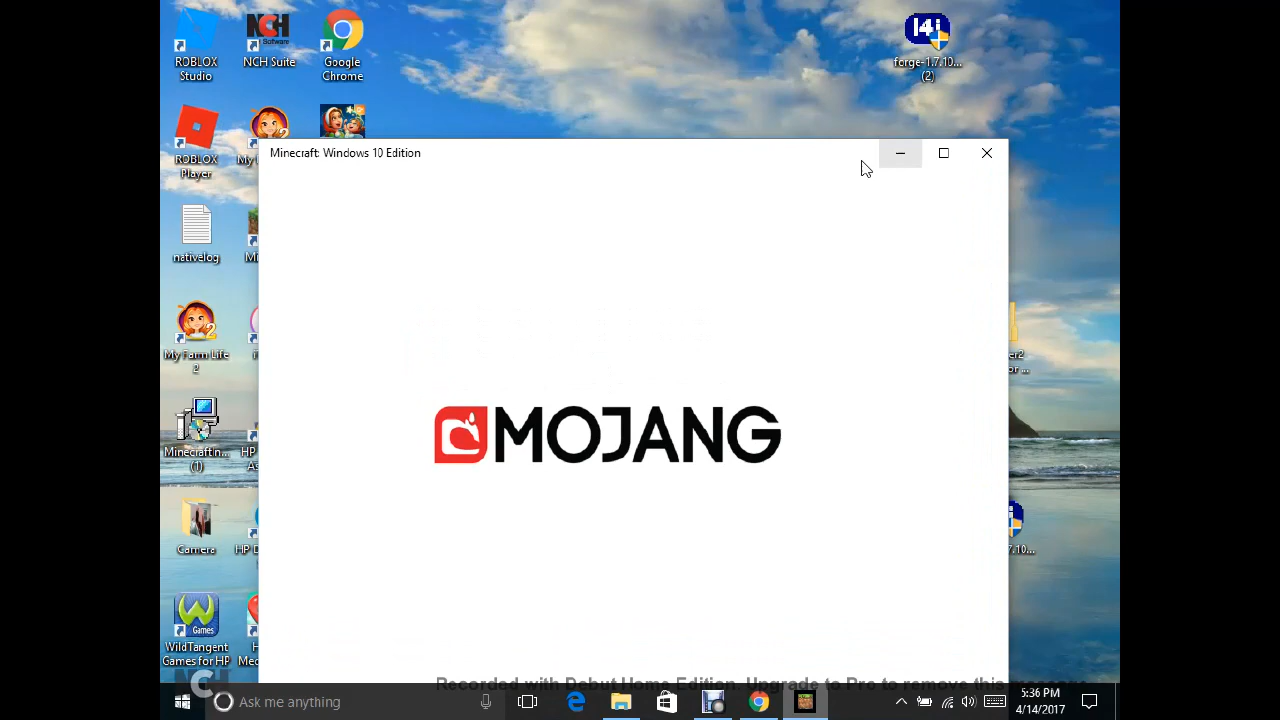 ROBLOX
Studio
NCH Suite
Google
Chrome
forge-1.7.10...
(2)
ROBLOX
Player
Minecraft: Windows 10 Edition
nativelog
My Farm Life
2
MOJANG
Minecraftin...
(1)
Camera
WildTangent
Games for HP
NCH
Recorded with Debut Home Edition. Upgrade to Pro to remove this message
Ask me anything
5:36 PM
4/14/2017